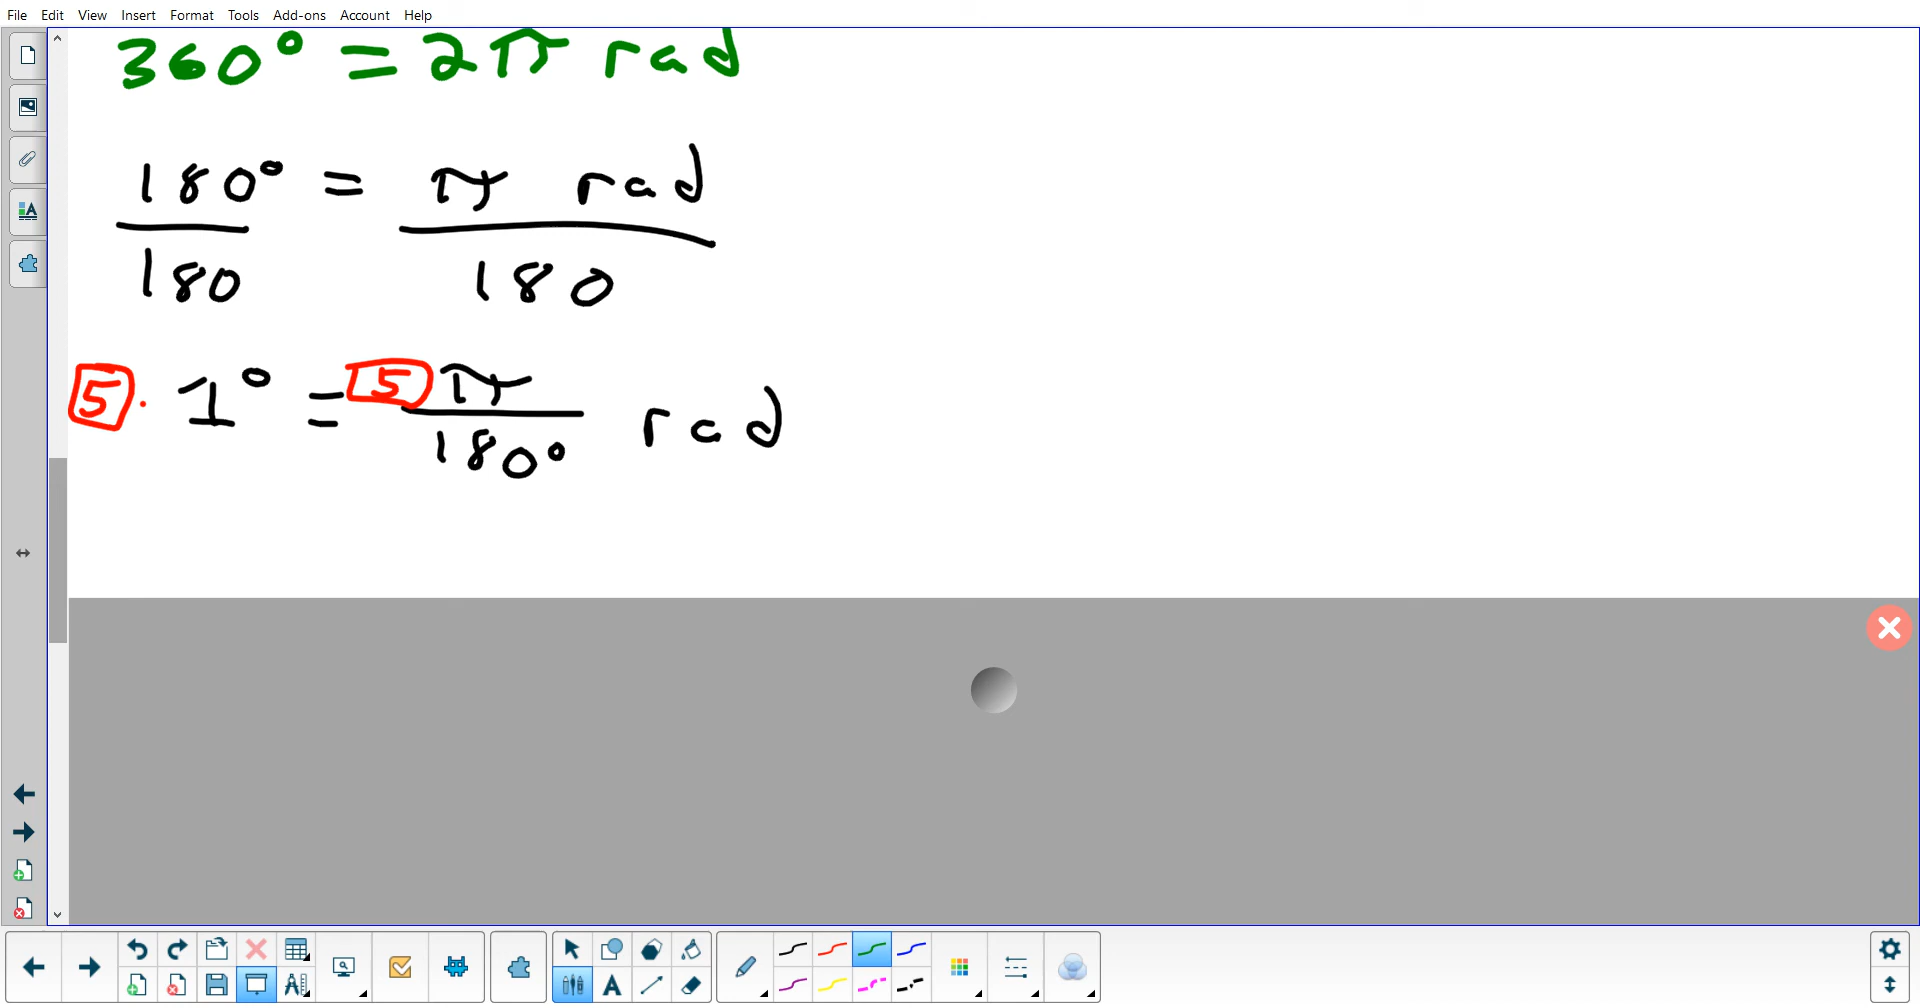 File Edit View Insert Format Tools Add-ons Account Help
360° = 2π rad
180° = π rad
180 180
5 · 1° = 5 π rad
180°